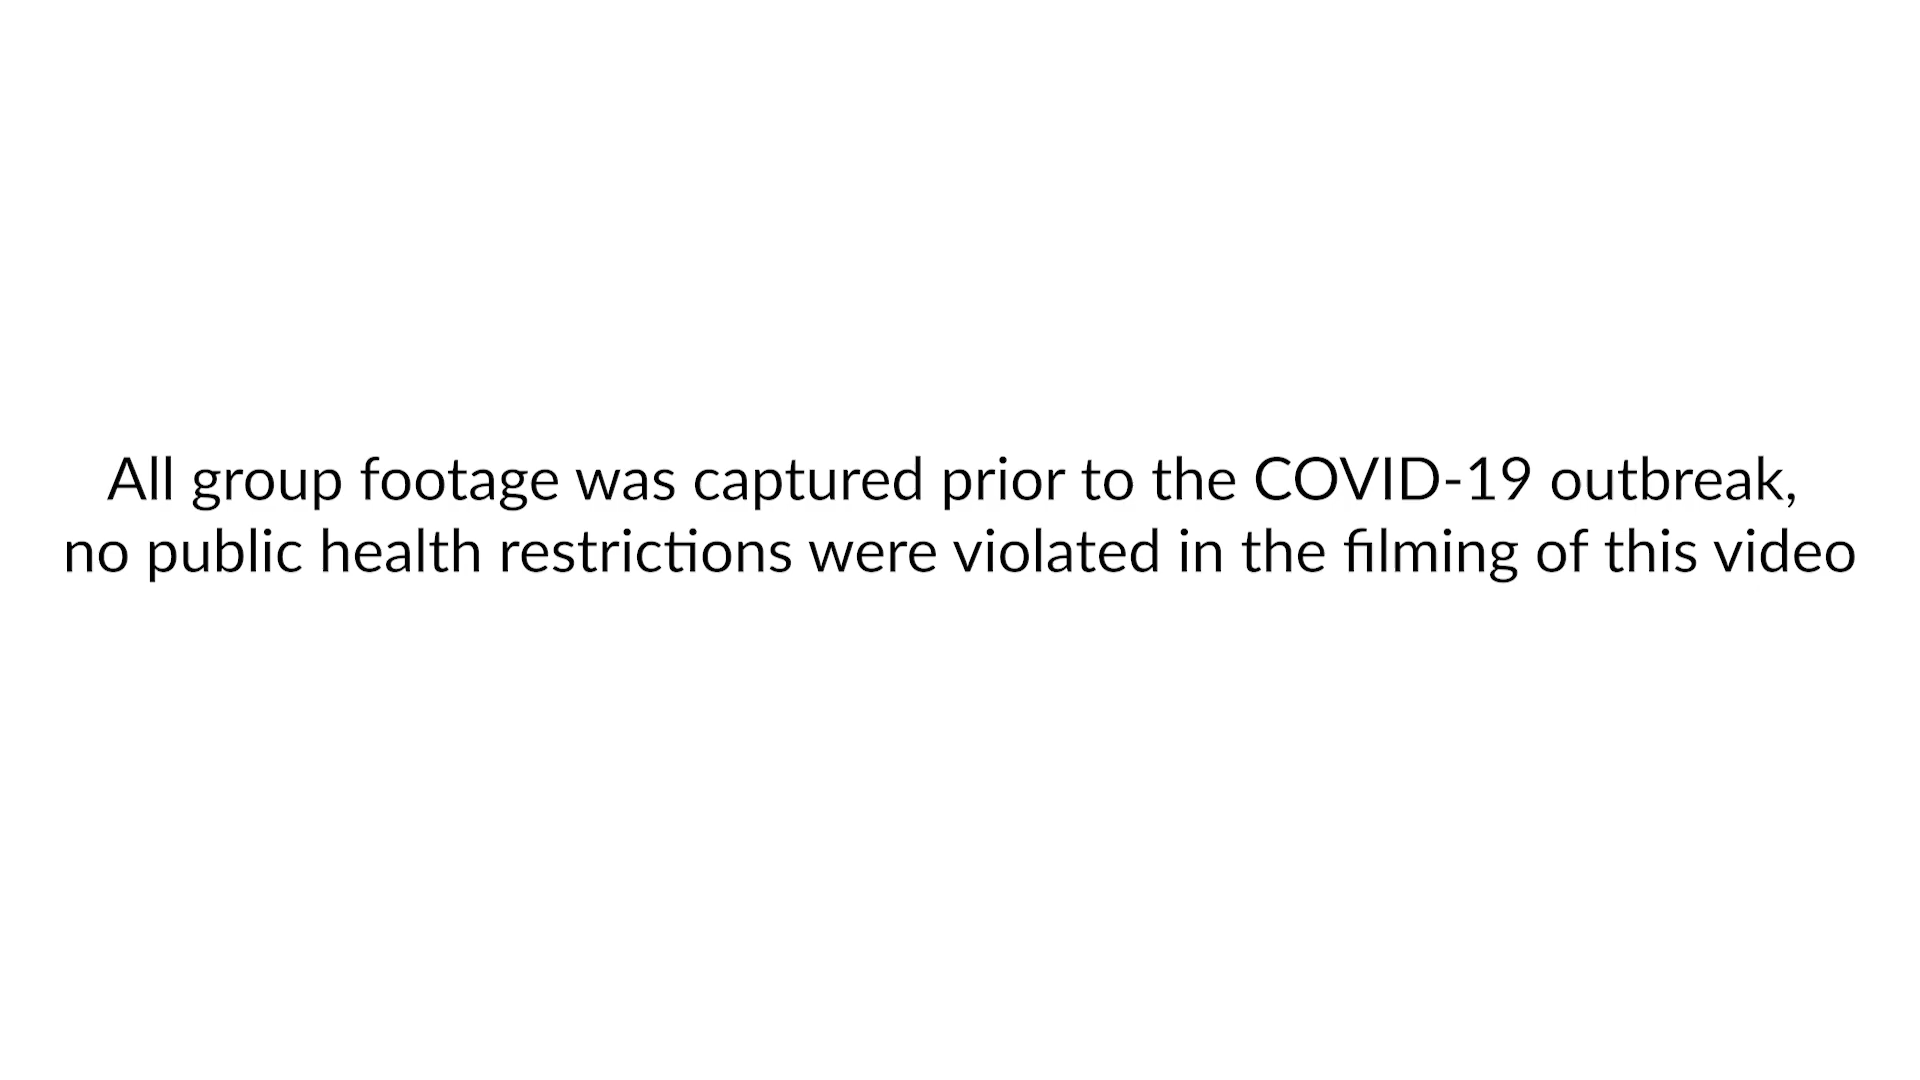 All group footage was captured prior to the COVID-19 outbreak,
no public health restrictions were violated in the filming of this video